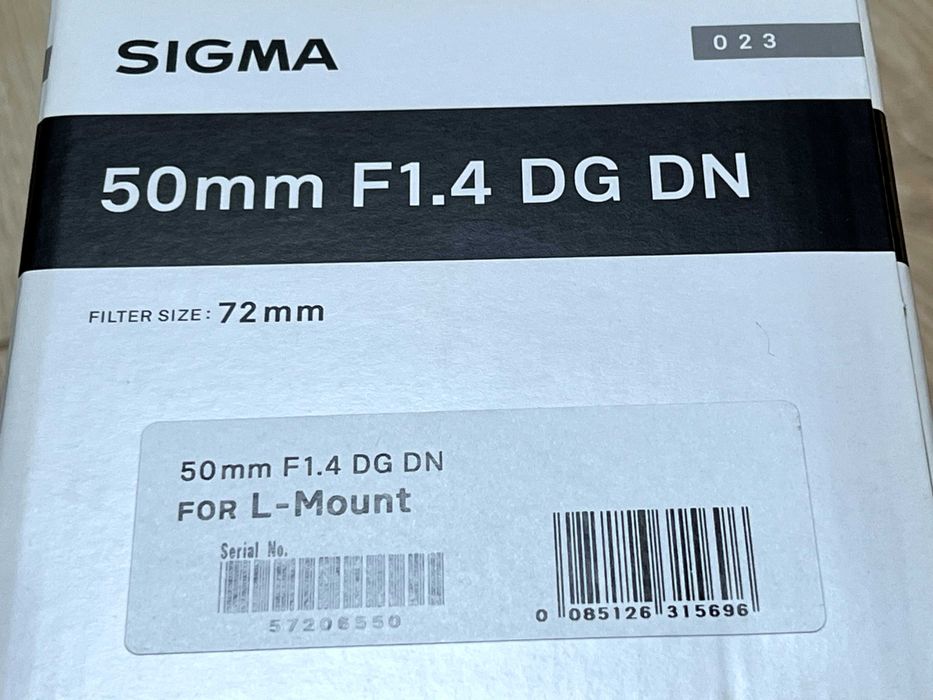 SIGMA
023
50mm F1.4 DG DN
FILTER SIZE: 72mm
50mm F1.4 DG DN
FOR L-Mount
Serial No.
57206550
0 085126 315696